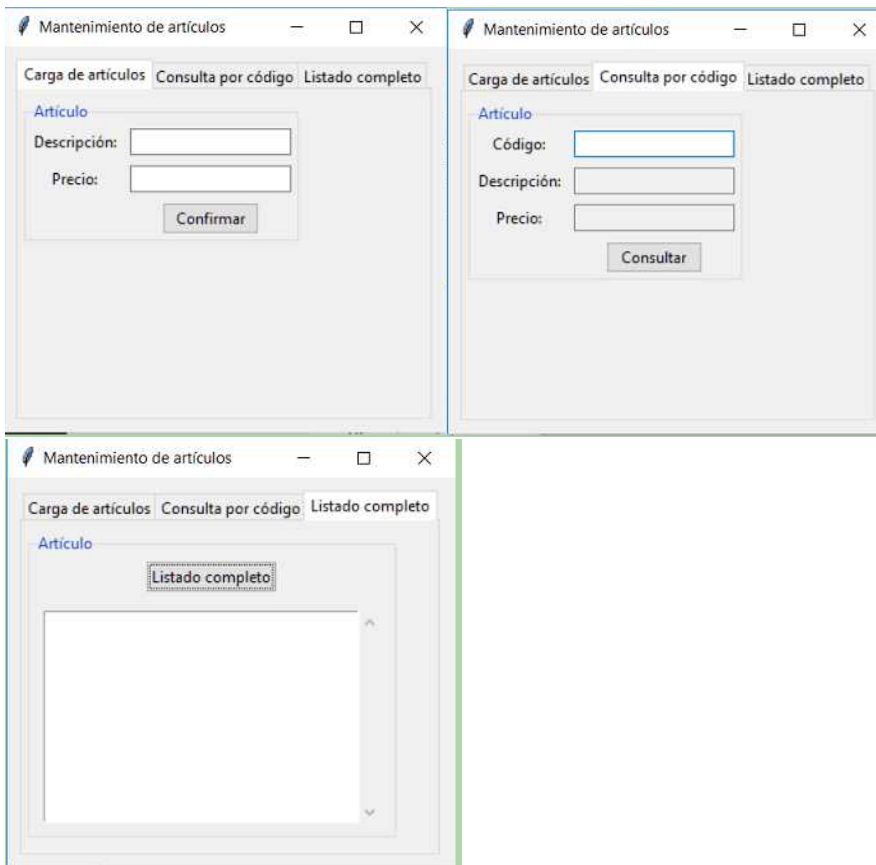 Mantenimiento de artículos
Carga de artículos Consulta por código Listado completo
Artículo
Descripción:
Precio:
Confirmar
Mantenimiento de artículos
Carga de artículos Consulta por código Listado completo
Artículo
Código:
Descripción:
Precio:
Consultar
Mantenimiento de artículos
Carga de artículos Consulta por código Listado completo
Artículo
Listado completo